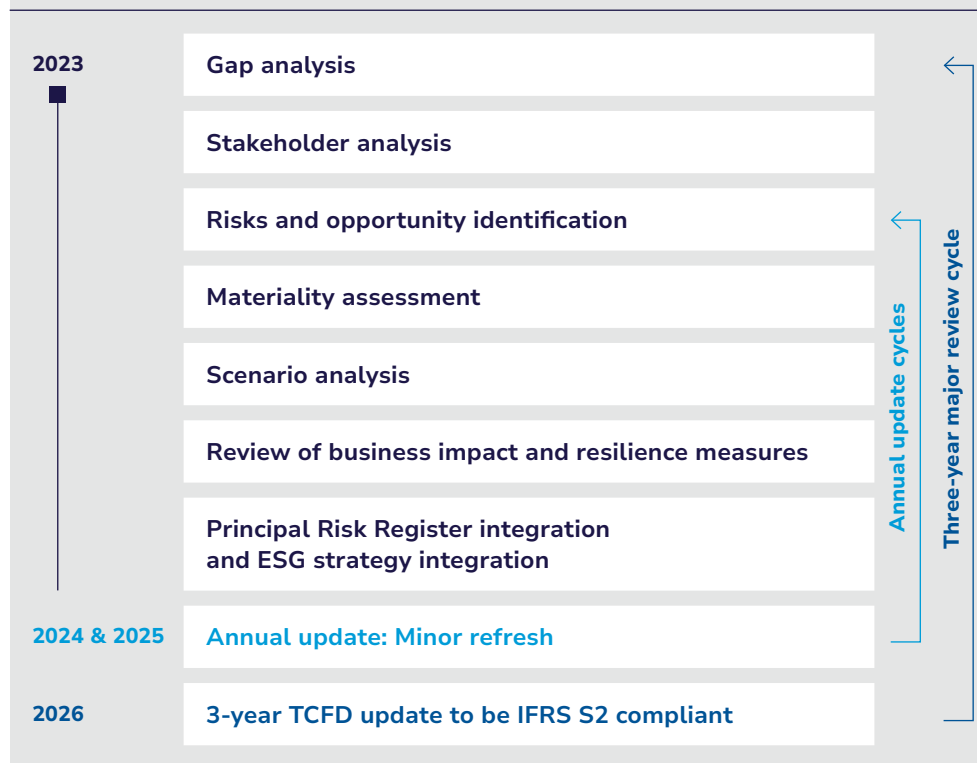 2023
Gap analysis
Stakeholder analysis
Risks and opportunity identification
Materiality assessment
Scenario analysis
Review of business impact and resilience measures
Principal Risk Register integration
and ESG strategy integration
2024 & 2025
Annual update: Minor refresh
2026
3-year TCFD update to be IFRS S2 compliant
Annual update cycles
Three-year major review cycle